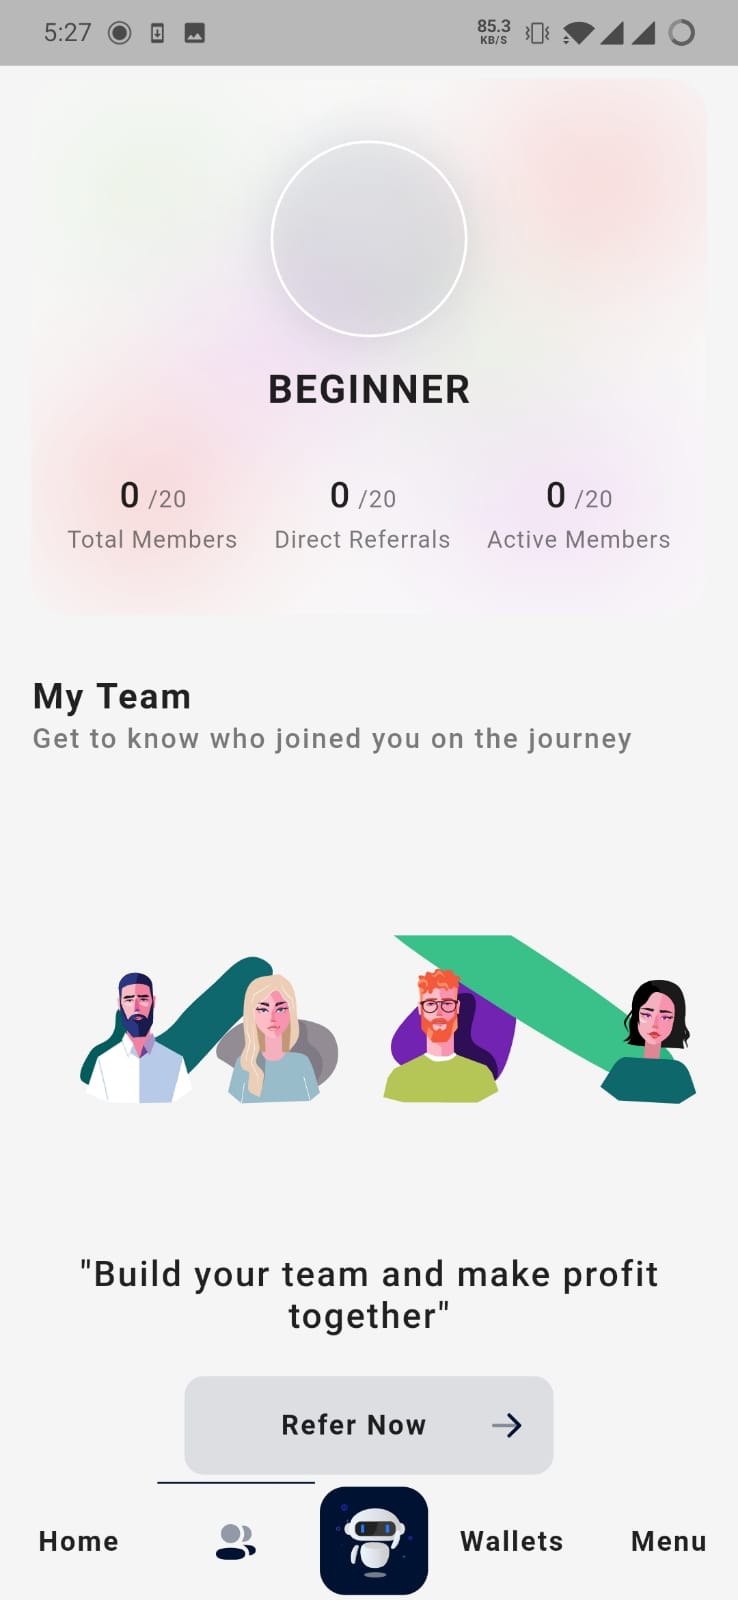 5:27
85.3
KB/S
BEGINNER
0 /20 0 /20 0 /20
Total Members Direct Referrals Active Members
My Team
Get to know who joined you on the journey
"Build your team and make profit
together"
Refer Now
Home Wallets Menu